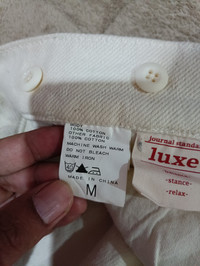 100% COTTON
OTHER FABRIC
100% COTTON
MACHINE WASH WARM
DO NOT BLEACH
WARM IRON
M
MADE IN CHINA
journal standard
luxe
-stance-
-relax-